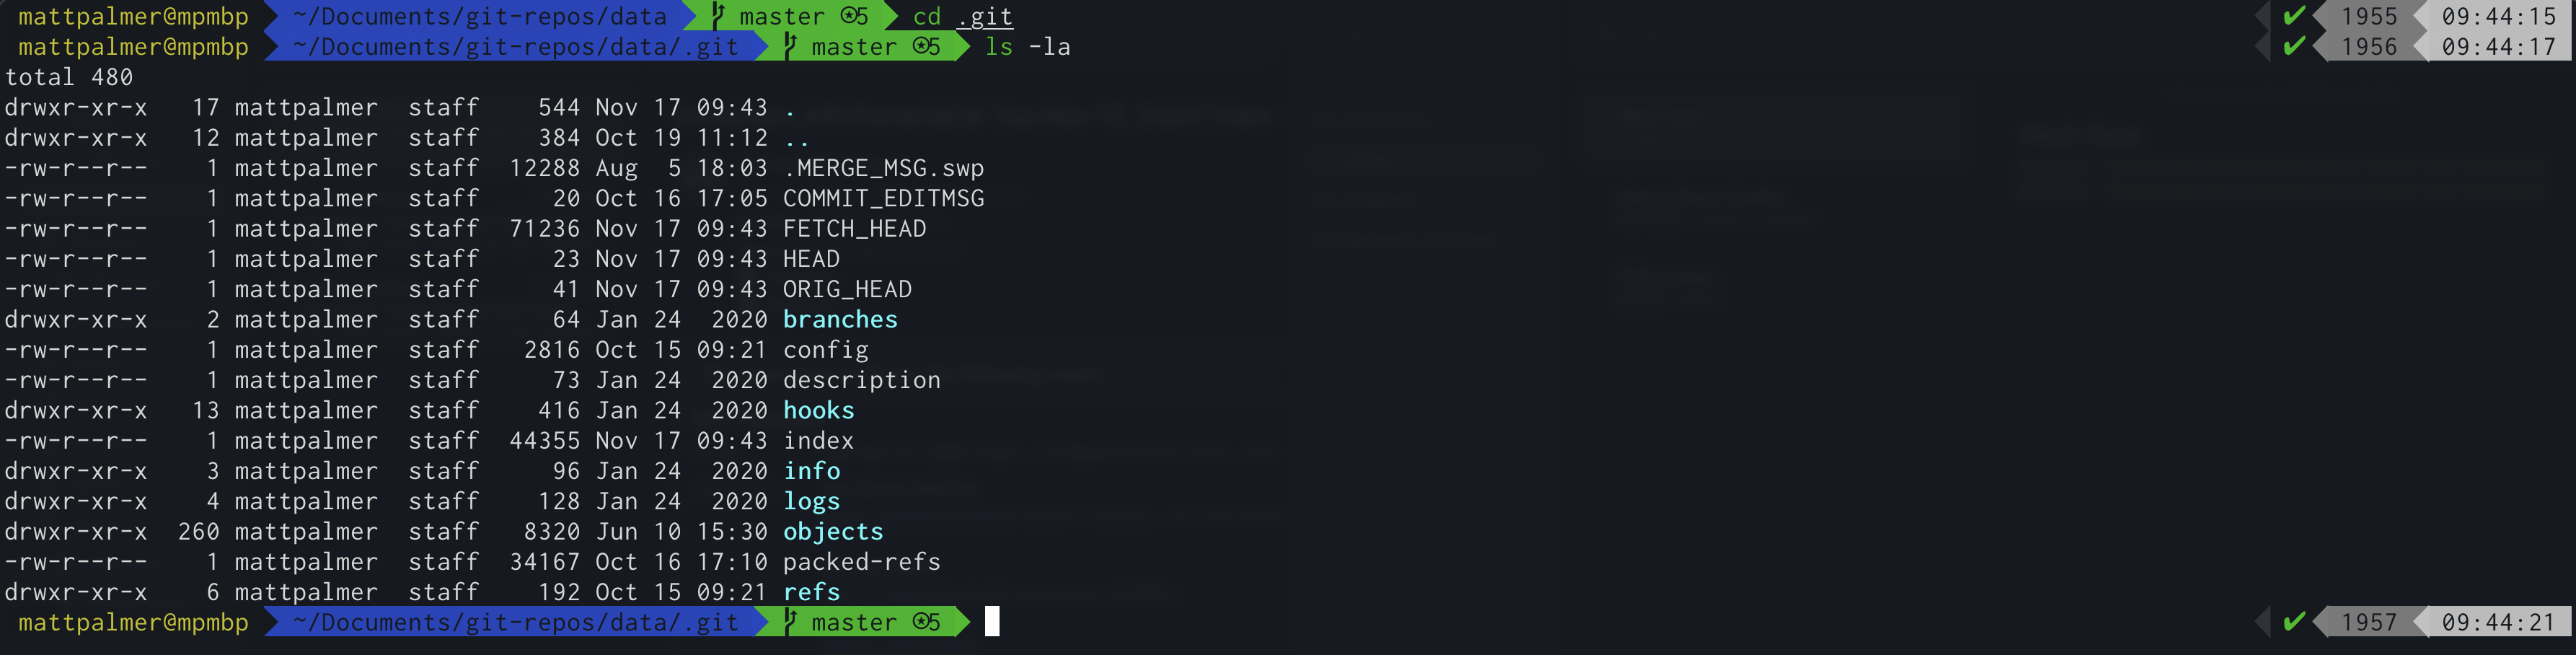 mattpalmer@mpmbp ~/Documents/git-repos/data master ⍟5 cd .git ✔ 1955 09:44:15
mattpalmer@mpmbp ~/Documents/git-repos/data/.git master ⍟5 ls -la ✔ 1956 09:44:17
total 480
drwxr-xr-x 17 mattpalmer staff 544 Nov 17 09:43 .
drwxr-xr-x 12 mattpalmer staff 384 Oct 19 11:12 ..
-rw-r--r-- 1 mattpalmer staff 12288 Aug 5 18:03 .MERGE_MSG.swp
-rw-r--r-- 1 mattpalmer staff 20 Oct 16 17:05 COMMIT_EDITMSG
-rw-r--r-- 1 mattpalmer staff 71236 Nov 17 09:43 FETCH_HEAD
-rw-r--r-- 1 mattpalmer staff 23 Nov 17 09:43 HEAD
-rw-r--r-- 1 mattpalmer staff 41 Nov 17 09:43 ORIG_HEAD
drwxr-xr-x 2 mattpalmer staff 64 Jan 24 2020 branches
-rw-r--r-- 1 mattpalmer staff 2816 Oct 15 09:21 config
-rw-r--r-- 1 mattpalmer staff 73 Jan 24 2020 description
drwxr-xr-x 13 mattpalmer staff 416 Jan 24 2020 hooks
-rw-r--r-- 1 mattpalmer staff 44355 Nov 17 09:43 index
drwxr-xr-x 3 mattpalmer staff 96 Jan 24 2020 info
drwxr-xr-x 4 mattpalmer staff 128 Jan 24 2020 logs
drwxr-xr-x 260 mattpalmer staff 8320 Jun 10 15:30 objects
-rw-r--r-- 1 mattpalmer staff 34167 Oct 16 17:10 packed-refs
drwxr-xr-x 6 mattpalmer staff 192 Oct 15 09:21 refs
mattpalmer@mpmbp ~/Documents/git-repos/data/.git master ⍟5 ✔ 1957 09:44:21